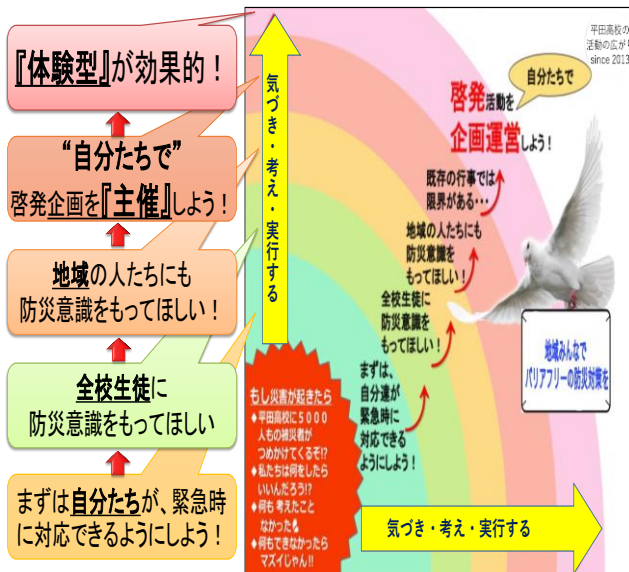 『体験型』が効果的！
“自分たちで”
啓発企画を『主催』しよう！
地域の人たちにも
防災意識をもってほしい！
全校生徒に
防災意識をもってほしい
まずは自分たちが、緊急時
に対応できるようにしよう！
気づき・考え・実行する
平田高校の
活動の広がり
since 2013
自分たちで
啓発活動を
企画運営しよう！
既存の行事では
限界がある・・・
地域の人たちにも
防災意識を
もってほしい！
全校生徒に
防災意識を
もってほしい！
まずは、
自分達が
緊急時に
対応できる
ようにしよう！
地域みんなで
バリアフリーの防災対策を
もし災害が起きたら
◆平田高校に5000
人もの被災者が
つめかけてくるぞ!?
◆私たちは何をしたら
いいんだろう!?
◆何も考えたこと
なかった
◆何もできなかったら
マズイじゃん!!
気づき・考え・実行する